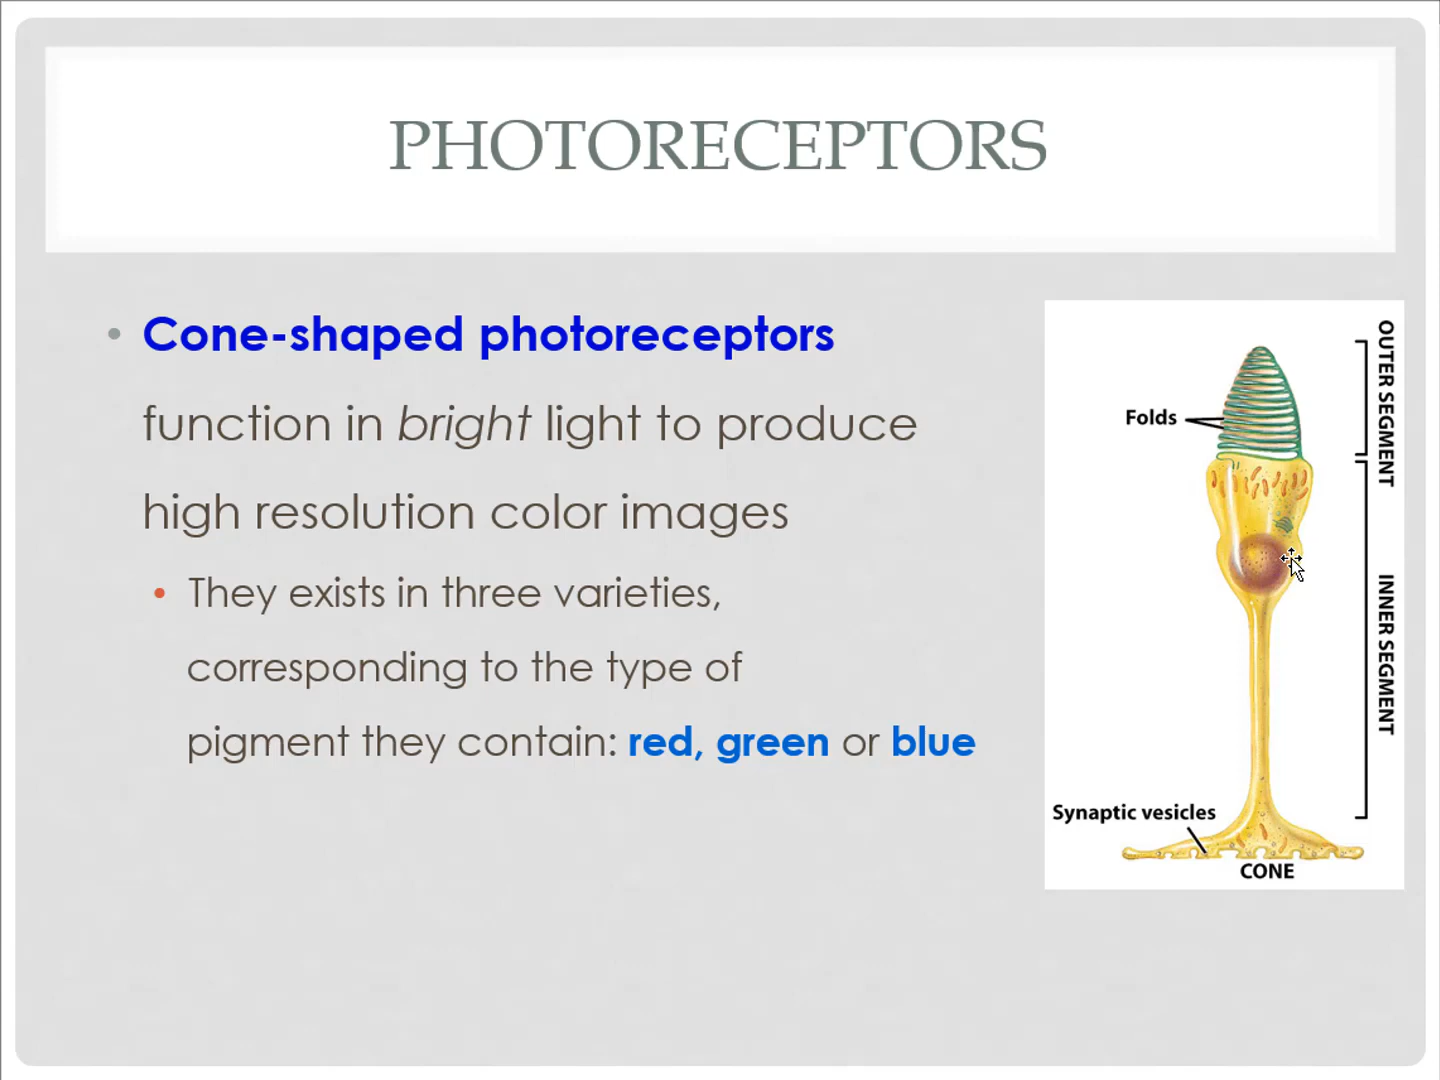 PHOTORECEPTORS
• Cone-shaped photoreceptors
function in bright light to produce
high resolution color images
• They exists in three varieties,
corresponding to the type of
pigment they contain: red, green or blue
OUTER SEGMENT
Folds
INNER SEGMENT
Synaptic vesicles
CONE